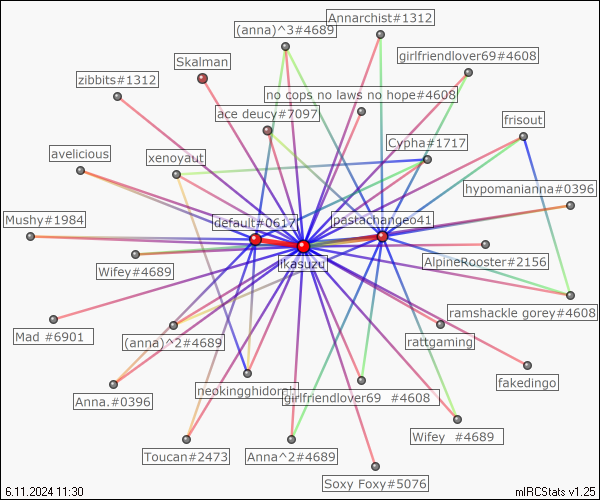 Annarchist#1312
(anna)^3#4689
girlfriendlover69#4608
Skalman
zibbits#1312
no cops no laws no hope#4608
ace deucy#7097
frisout
Cypha#1717
avelicious
xenoyaut
hypomanianna#0396
Mushy#1984
default#0617
pastachange41
AlpineRooster#2156
Wifey#4689
ikasuzu
ramshackle gorey#4608
Mad #6901
(anna)^2#4689
rattgaming
fakedingo
neokingghidorah
girlfriendlover69 #4608
Anna.#0396
Wifey #4689
Toucan#2473
Anna^2#4689
Soxy Foxy#5076
6.11.2024 11:30
mIRCStats v1.25